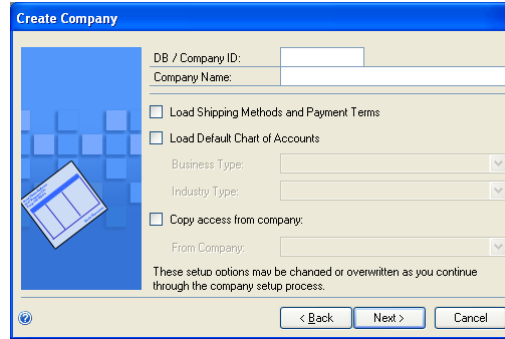 Create Company
DB / Company ID:
Company Name:
Load Shipping Methods and Payment Terms
Load Default Chart of Accounts
Business Type:
Industry Type:
Copy access from company:
From Company:
These setup options may be changed or overwritten as you continue
through the company setup process.
?
< Back
Next >
Cancel